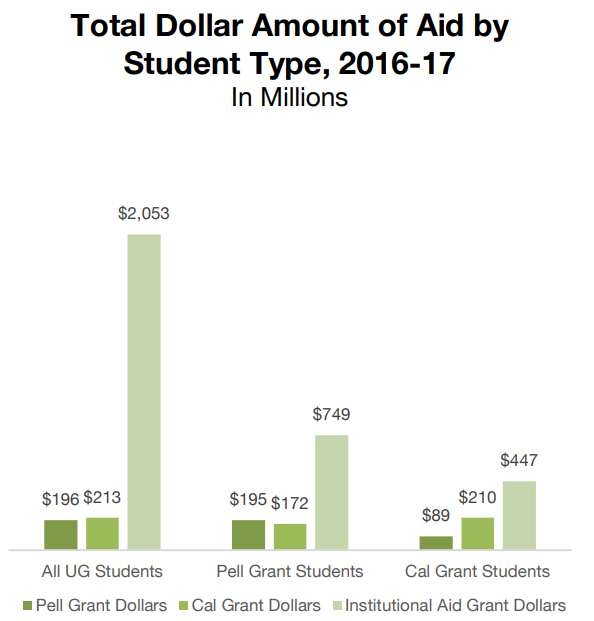 Total Dollar Amount of Aid by
Student Type, 2016-17
In Millions
$2,053
$749
$447
$196 $213
$195 $172
$89 $210
All UG Students
Pell Grant Students
Cal Grant Students
Pell Grant Dollars
Cal Grant Dollars
Institutional Aid Grant Dollars